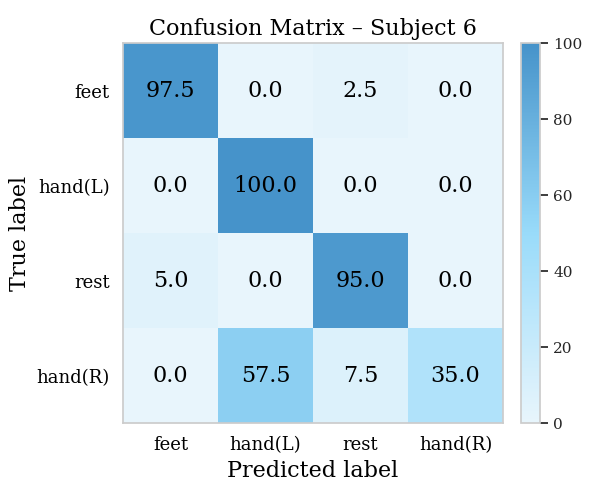 Confusion Matrix – Subject 6
feet 97.5 0.0 2.5 0.0
hand(L) 0.0 100.0 0.0 0.0
rest 5.0 0.0 95.0 0.0
hand(R) 0.0 57.5 7.5 35.0
feet hand(L) rest hand(R)
Predicted label
True label
100
80
60
40
20
0